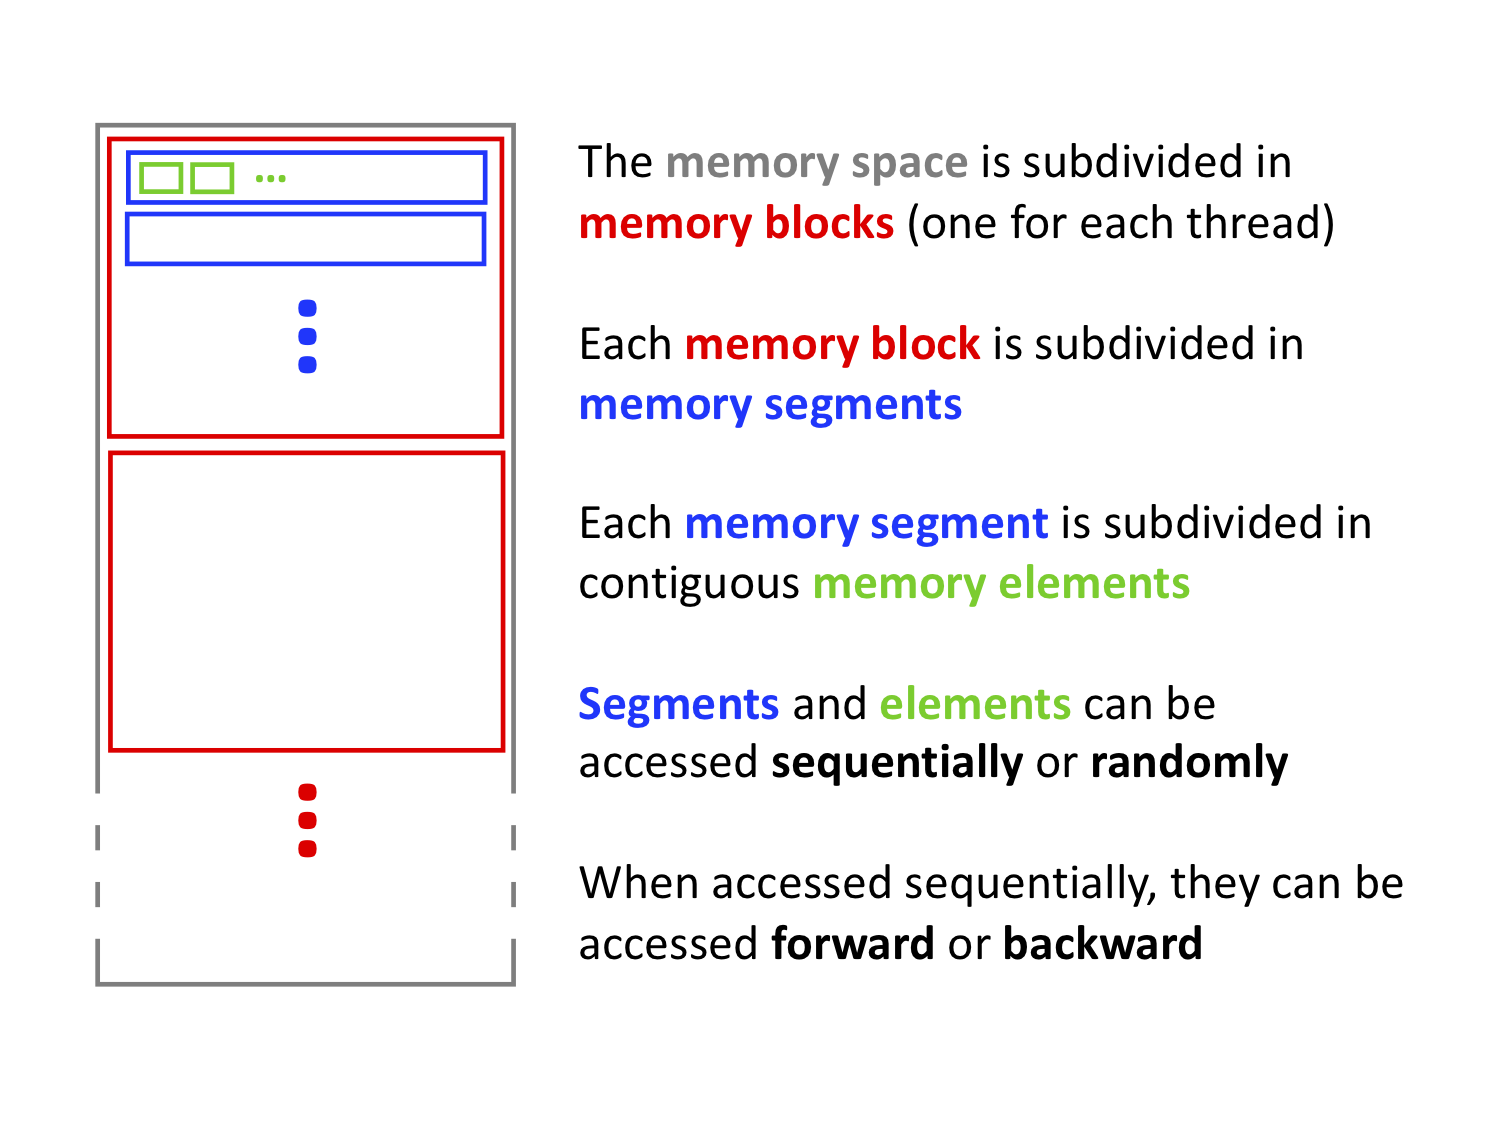 The memory space is subdivided in
memory blocks (one for each thread)
Each memory block is subdivided in
memory segments
Each memory segment is subdivided in
contiguous memory elements
Segments and elements can be
accessed sequentially or randomly
When accessed sequentially, they can be
accessed forward or backward